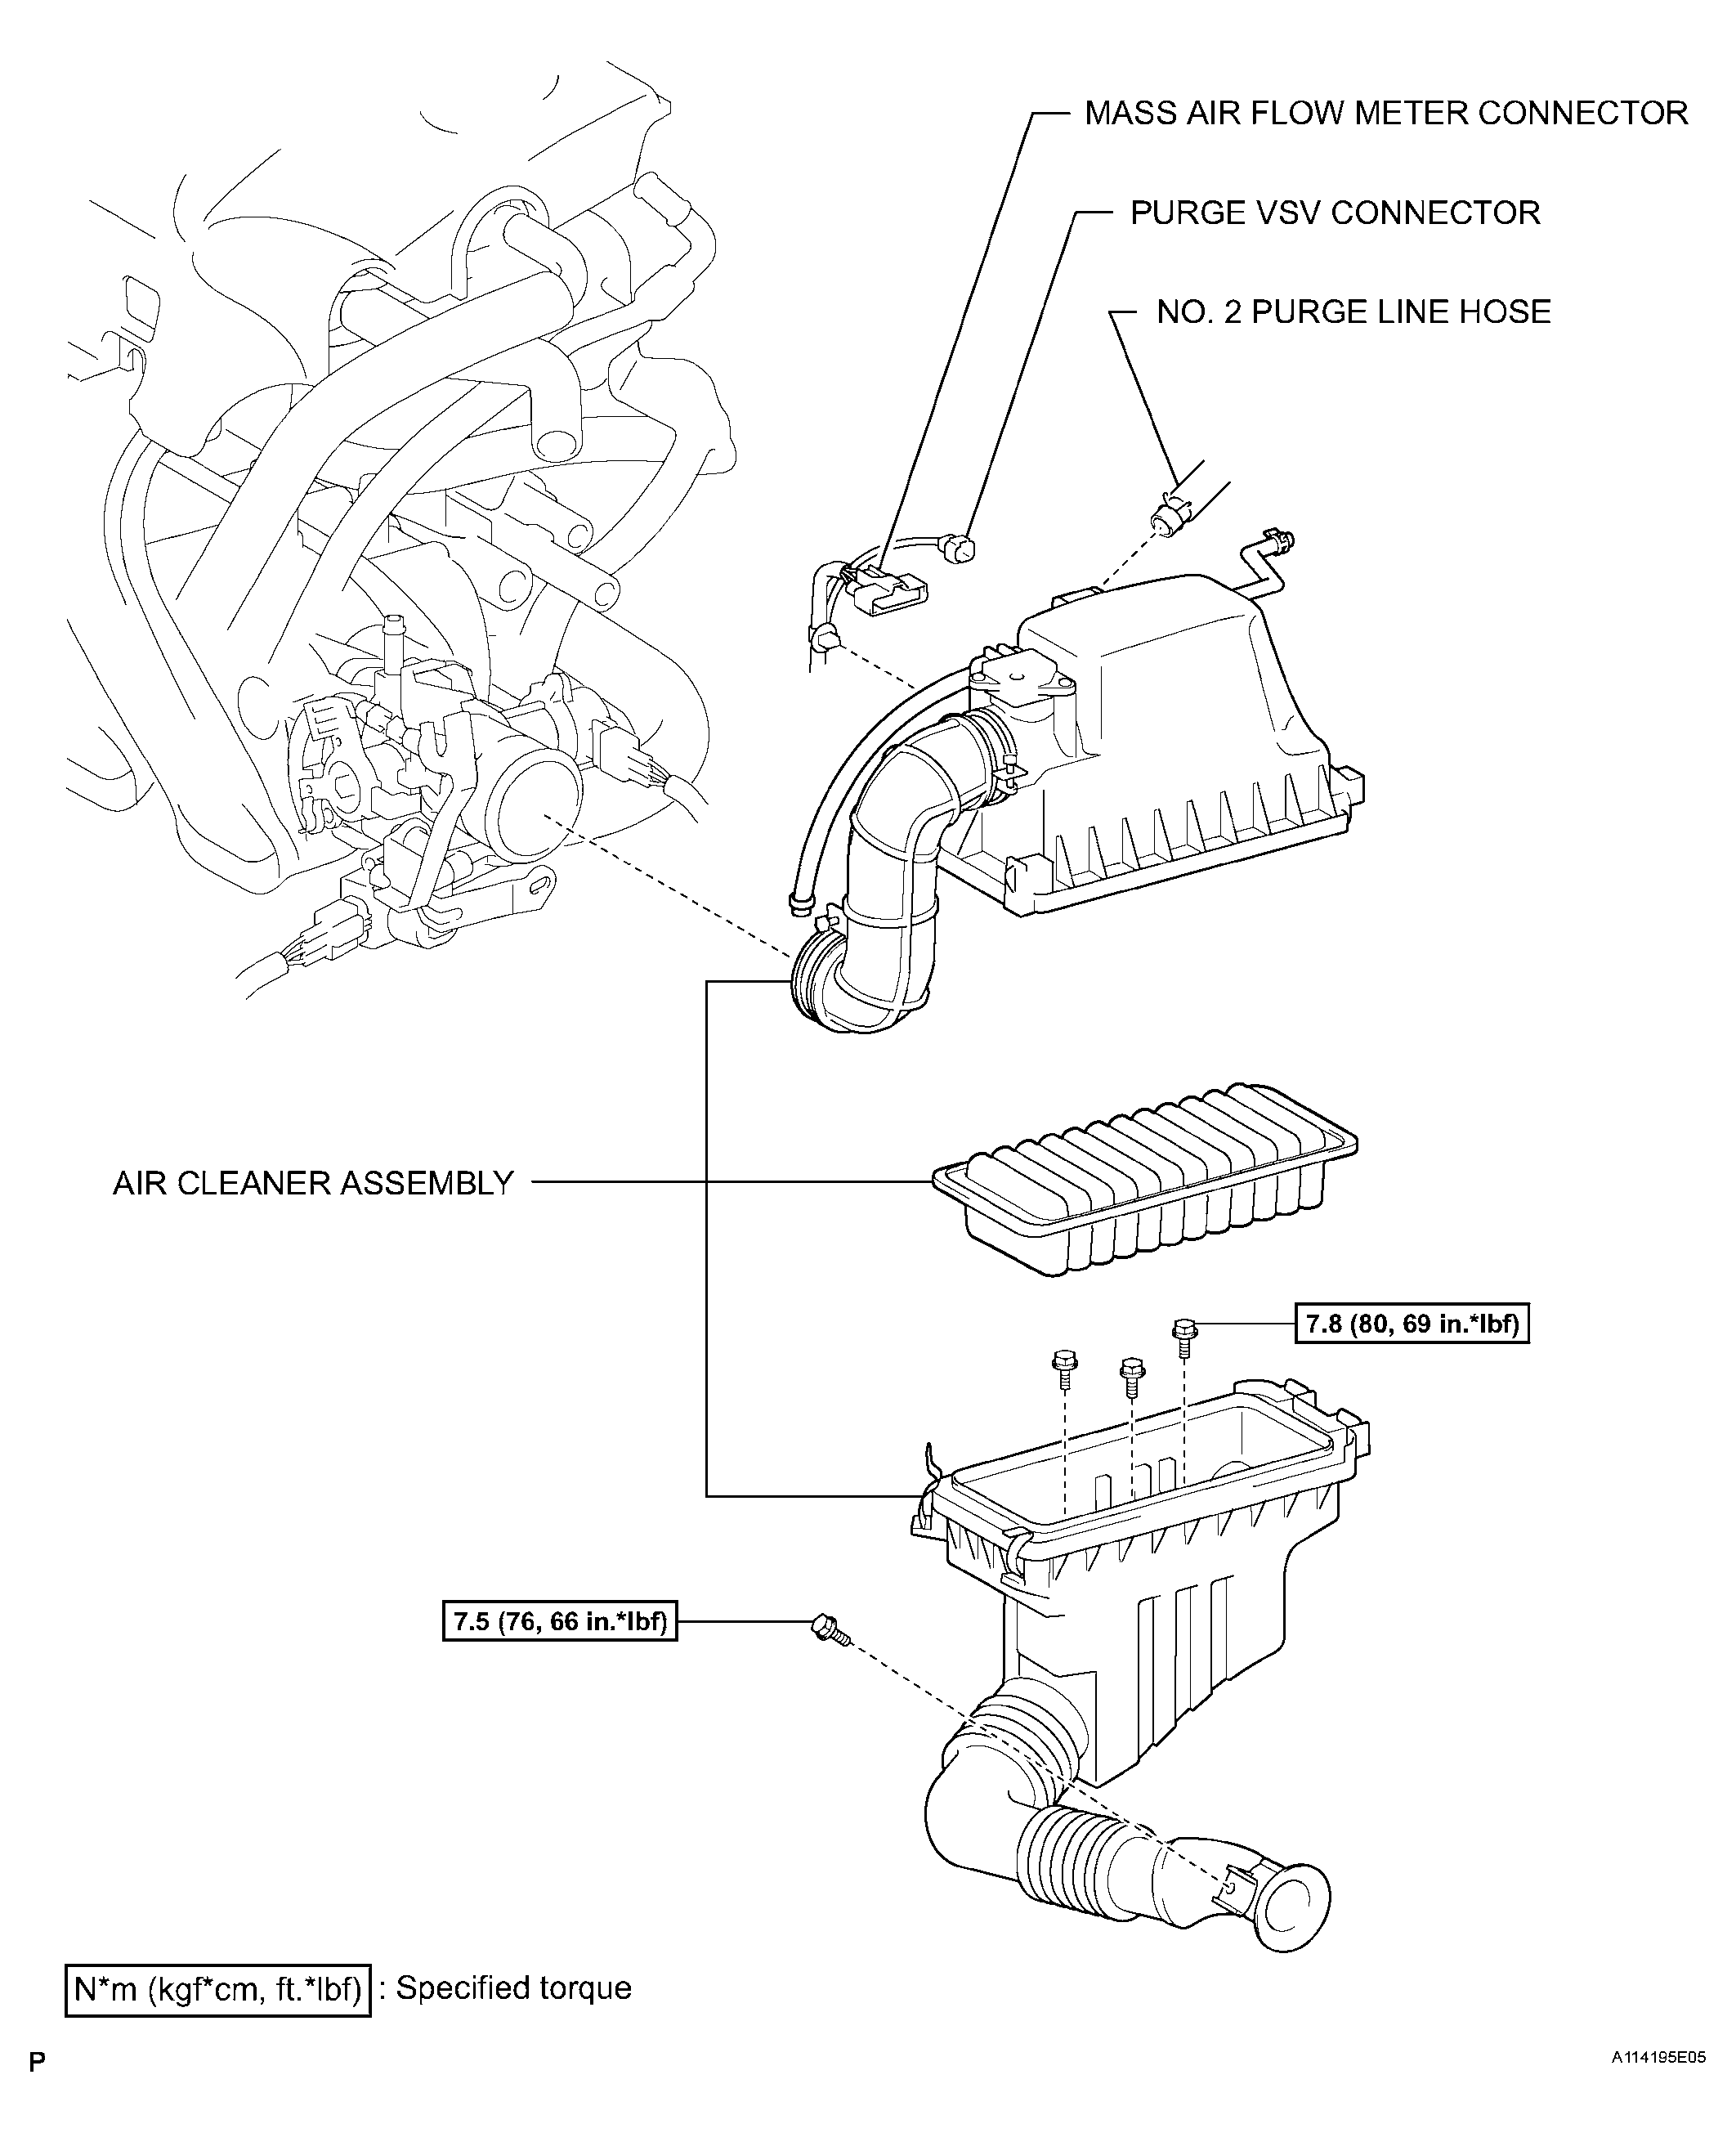 MASS AIR FLOW METER CONNECTOR
PURGE VSV CONNECTOR
NO. 2 PURGE LINE HOSE
AIR CLEANER ASSEMBLY
7.8 (80, 69 in.*lbf)
7.5 (76, 66 in.*lbf)
N*m (kgf*cm, ft.*lbf) : Specified torque
P
A114195E05